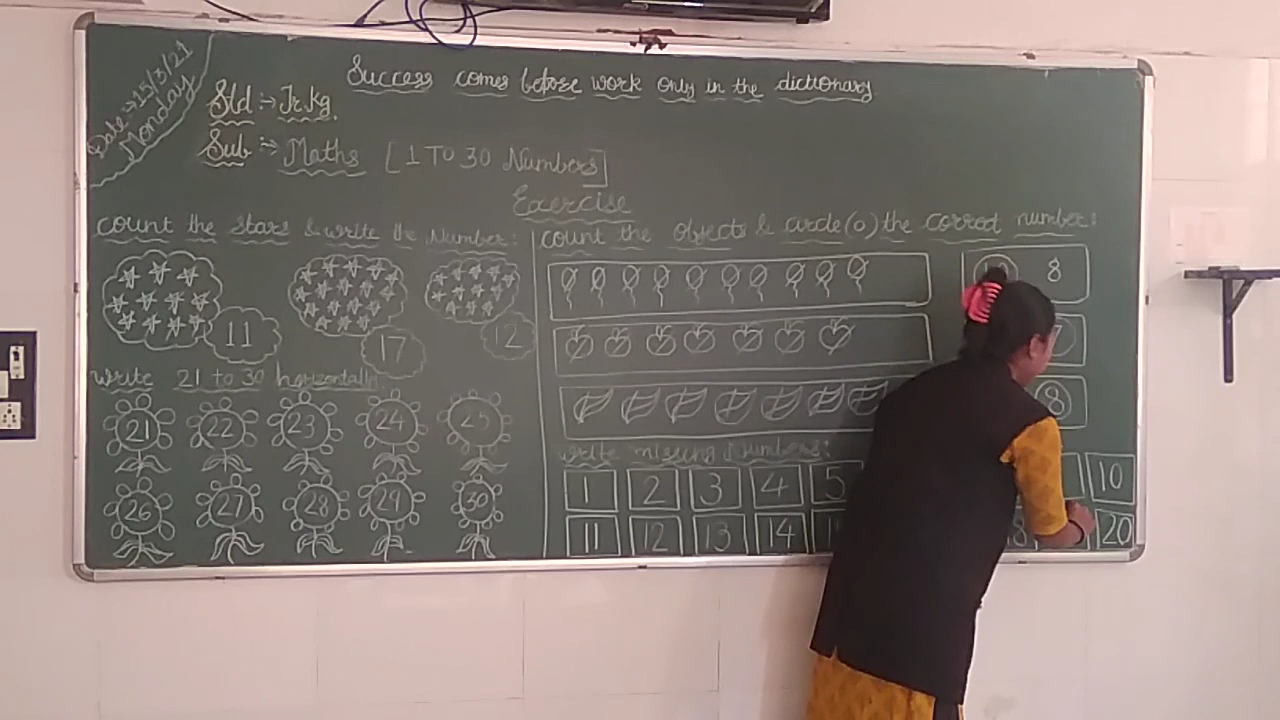 Date:->15/3/21
Monday
Success comes before work only in the dictionary
Std :-> Jr.kg.
Sub :-> Maths [1 TO 30 Numbers]
Exercise
count the stars & write the Number:
11 17 12
write 21 to 30 horizontally
21 22 23 24 25
26 27 28 29 30
count the objects & circle(o) the correct number:
8
8
write missing Numbers:
1 2 3 4 5 10
11 12 13 14 20